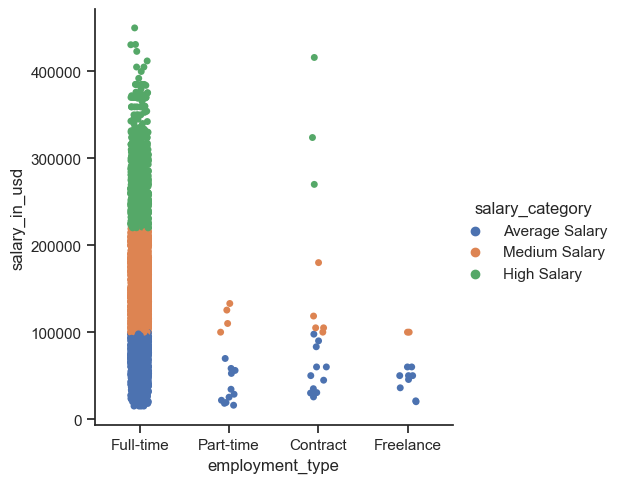 400000
300000
200000
100000
0
salary_in_usd
Full-time
Part-time
Contract
Freelance
employment_type
salary_category
Average Salary
Medium Salary
High Salary